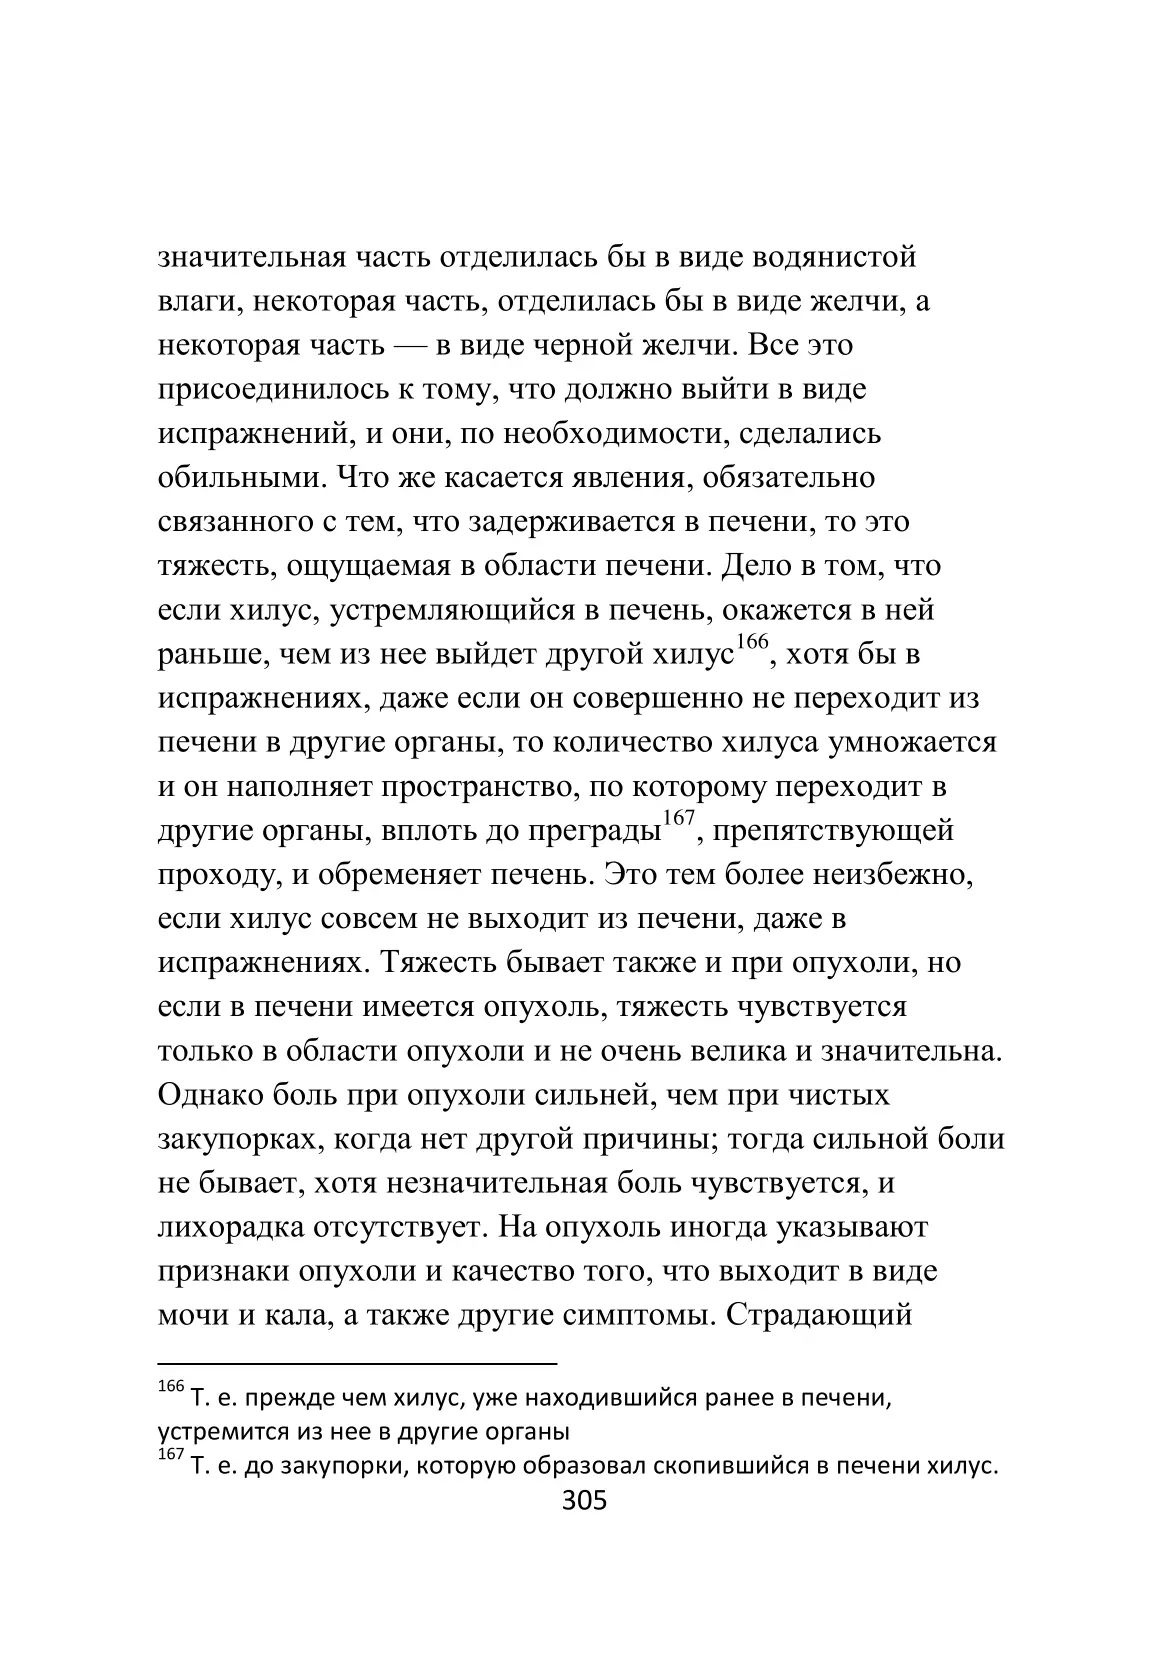 значительная часть отделилась бы в виде водянистой
влаги, некоторая часть, отделилась бы в виде желчи, а
некоторая часть — в виде черной желчи. Все это
присоединилось к тому, что должно выйти в виде
испражнений, и они, по необходимости, сделались
обильными. Что же касается явления, обязательно
связанного с тем, что задерживается в печени, то это
тяжесть, ощущаемая в области печени. Дело в том, что
если хилус, устремляющийся в печень, окажется в ней
раньше, чем из нее выйдет другой хилус166, хотя бы в
испражнениях, даже если он совершенно не переходит из
печени в другие органы, то количество хилуса умножается
и он наполняет пространство, по которому переходит в
другие органы, вплоть до преграды167, препятствующей
проходу, и обременяет печень. Это тем более неизбежно,
если хилус совсем не выходит из печени, даже в
испражнениях. Тяжесть бывает также и при опухоли, но
если в печени имеется опухоль, тяжесть чувствуется
только в области опухоли и не очень велика и значительна.
Однако боль при опухоли сильней, чем при чистых
закупорках, когда нет другой причины; тогда сильной боли
не бывает, хотя незначительная боль чувствуется, и
лихорадка отсутствует. На опухоль иногда указывают
признаки опухоли и качество того, что выходит в виде
мочи и кала, а также другие симптомы. Страдающий
166 Т. е. прежде чем хилус, уже находившийся ранее в печени,
устремится из нее в другие органы
167 Т. е. до закупорки, которую образовал скопившийся в печени хилус.
305